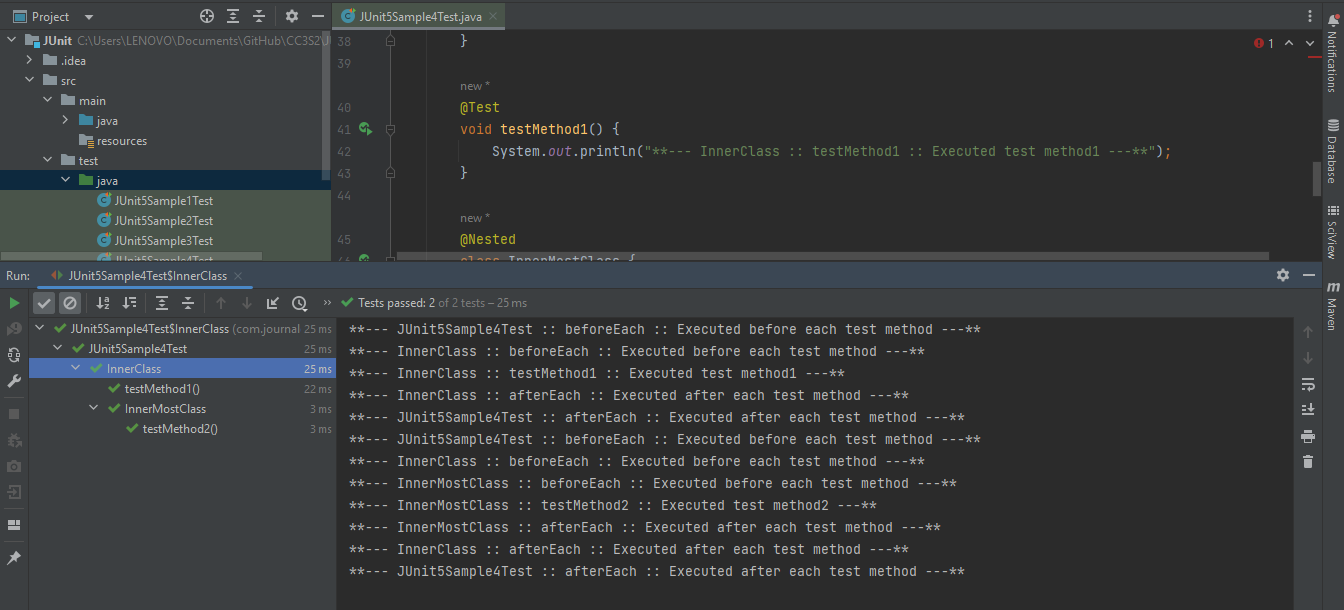 Project
JUnit5Sample4Test.java
JUnit C:\Users\LENOVO\Documents\GitHub\CC3S2\
.idea
src
main
java
resources
test
java
JUnit5Sample1Test
JUnit5Sample2Test
JUnit5Sample3Test
JUnit5Sample4Test
38 }
39
new *
40 @Test
41 void testMethod1() {
42 System.out.println("**--- InnerClass :: testMethod1 :: Executed test method1 ---**");
43 }
44
new *
45 @Nested
46 class InnerMostClass {
1
Notifications
Database
SciView
Maven
Run: JUnit5Sample4Test$InnerClass
Tests passed: 2 of 2 tests – 25 ms
JUnit5Sample4Test$InnerClass (com.journal 25 ms
JUnit5Sample4Test 25 ms
InnerClass 25 ms
testMethod1() 22 ms
InnerMostClass 3 ms
testMethod2() 3 ms
**--- JUnit5Sample4Test :: beforeEach :: Executed before each test method ---**
**--- InnerClass :: beforeEach :: Executed before each test method ---**
**--- InnerClass :: testMethod1 :: Executed test method1 ---**
**--- InnerClass :: afterEach :: Executed after each test method ---**
**--- JUnit5Sample4Test :: afterEach :: Executed after each test method ---**
**--- JUnit5Sample4Test :: beforeEach :: Executed before each test method ---**
**--- InnerClass :: beforeEach :: Executed before each test method ---**
**--- InnerMostClass :: beforeEach :: Executed before each test method ---**
**--- InnerMostClass :: testMethod2 :: Executed test method2 ---**
**--- InnerMostClass :: afterEach :: Executed after each test method ---**
**--- InnerClass :: afterEach :: Executed after each test method ---**
**--- JUnit5Sample4Test :: afterEach :: Executed after each test method ---**